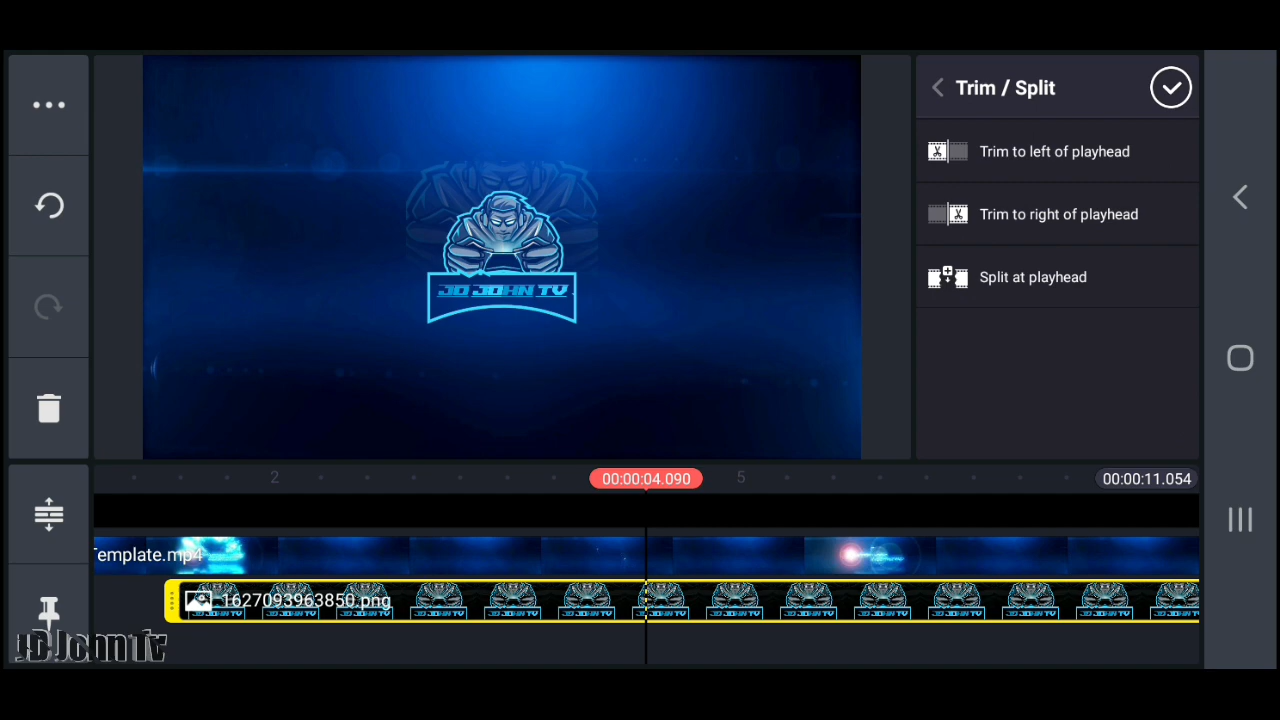 Trim / Split
Trim to left of playhead
Trim to right of playhead
Split at playhead
JD JOHN TV
2
00:00:04.090
5
00:00:11.054
Template.mp4
1627093963850.png
JD John Tv